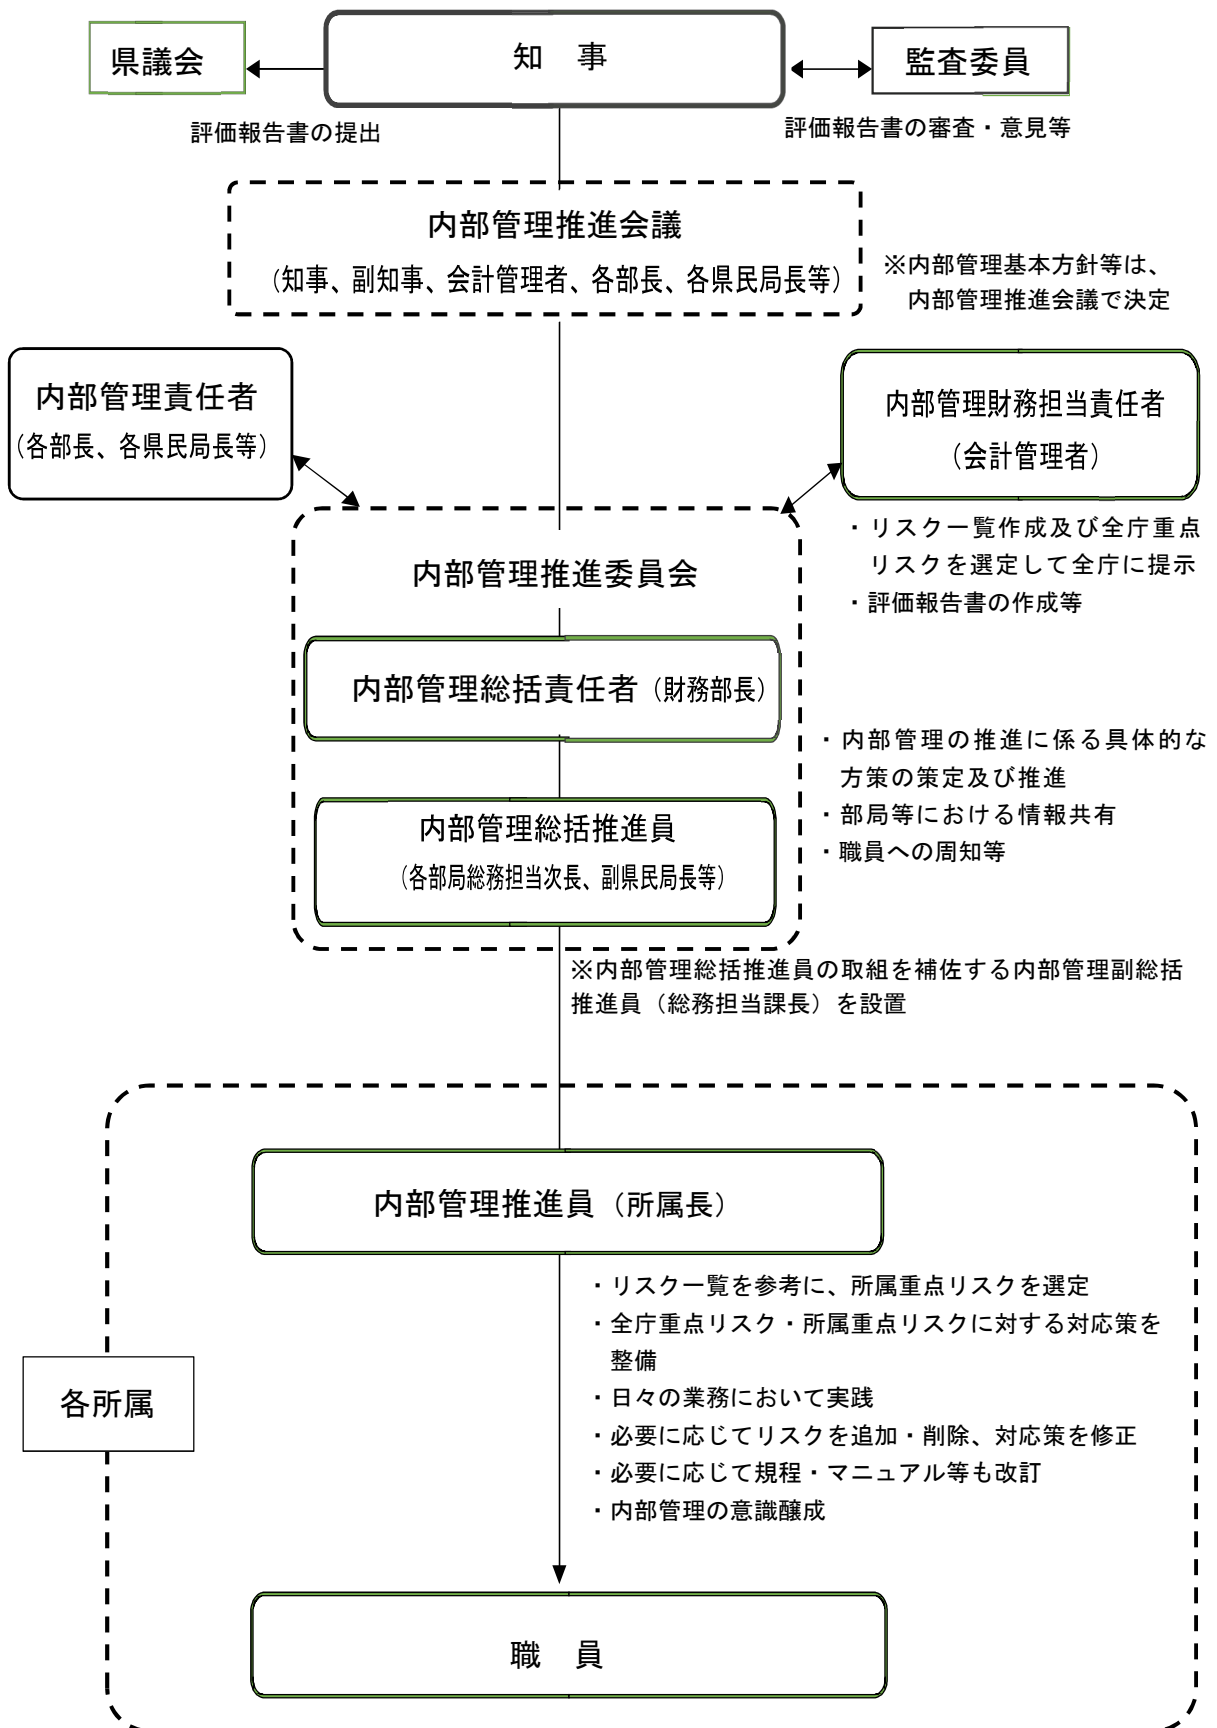 県議会
知　事
監査委員
評価報告書の提出
評価報告書の審査・意見等
内部管理推進会議
（知事、副知事、会計管理者、各部長、各県民局長等）
※内部管理基本方針等は、
内部管理推進会議で決定
内部管理責任者
（各部長、各県民局長等）
内部管理財務担当責任者
（会計管理者）
・リスク一覧作成及び全庁重点
リスクを選定して全庁に提示
・評価報告書の作成等
内部管理推進委員会
内部管理総括責任者（財務部長）
・内部管理の推進に係る具体的な
方策の策定及び推進
・部局等における情報共有
・職員への周知等
内部管理総括推進員
（各部局総務担当次長、副県民局長等）
※内部管理総括推進員の取組を補佐する内部管理副総括
推進員（総務担当課長）を設置
内部管理推進員（所属長）
・リスク一覧を参考に、所属重点リスクを選定
・全庁重点リスク・所属重点リスクに対する対応策を
整備
・日々の業務において実践
・必要に応じてリスクを追加・削除、対応策を修正
・必要に応じて規程・マニュアル等も改訂
・内部管理の意識醸成
各所属
職　員